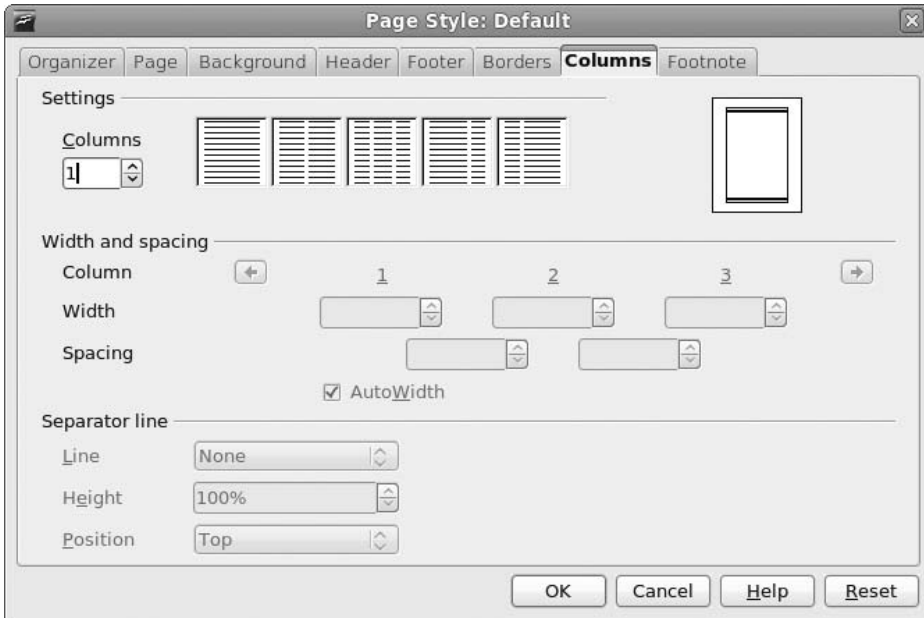 Page Style: Default
Organizer Page Background Header Footer Borders Columns Footnote
Settings
Columns
1
Width and spacing
Column 1 2 3
Width
Spacing
AutoWidth
Separator line
Line None
Height 100%
Position Top
OK Cancel Help Reset